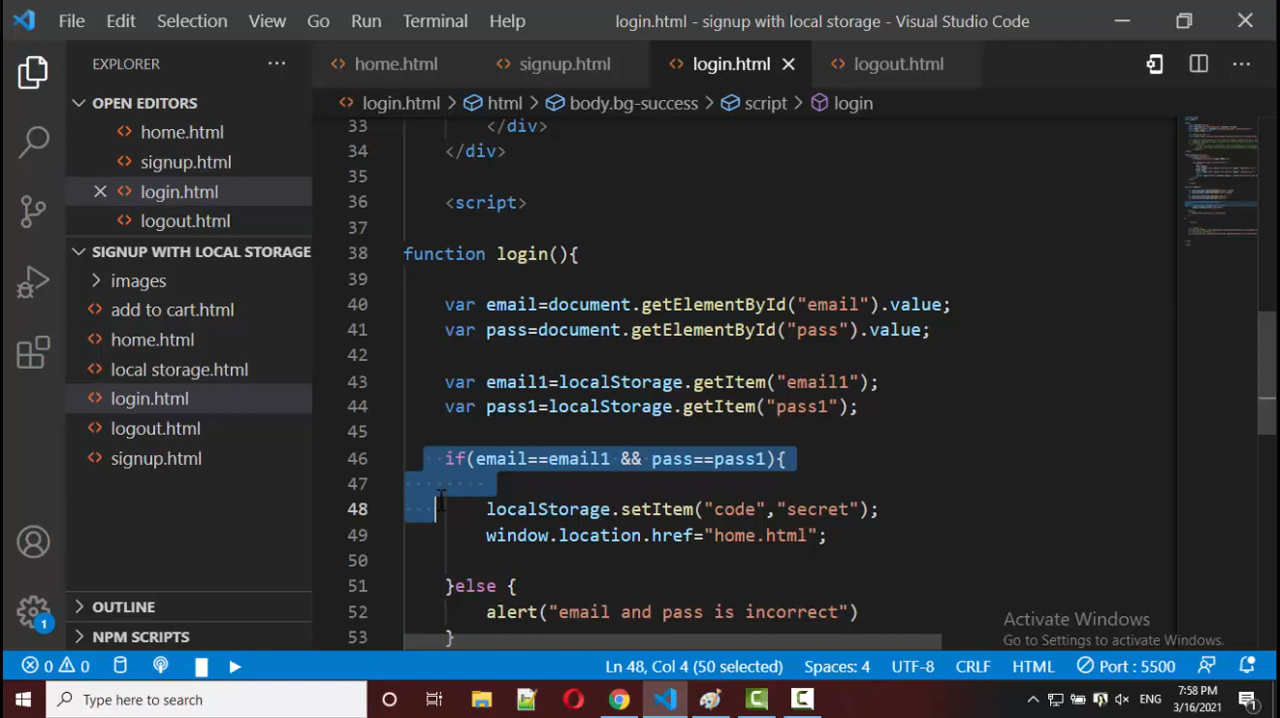 File Edit Selection View Go Run Terminal Help login.html - signup with local storage - Visual Studio Code
EXPLORER
OPEN EDITORS
home.html
signup.html
login.html
logout.html
SIGNUP WITH LOCAL STORAGE
images
add to cart.html
home.html
local storage.html
login.html
logout.html
signup.html
OUTLINE
NPM SCRIPTS
1
home.html signup.html login.html logout.html
login.html > html > body.bg-success > script > login
33 </div>
34 </div>
35
36 <script>
37
38 function login(){
39
40 var email=document.getElementById("email").value;
41 var pass=document.getElementById("pass").value;
42
43 var email1=localStorage.getItem("email1");
44 var pass1=localStorage.getItem("pass1");
45
46 if(email==email1 && pass==pass1){
47
48 localStorage.setItem("code","secret");
49 window.location.href="home.html";
50
51 }else {
52 alert("email and pass is incorrect")
53 }
Activate Windows
Go to Settings to activate Windows.
0 0 Ln 48, Col 4 (50 selected) Spaces: 4 UTF-8 CRLF HTML Port : 5500
Type here to search
ENG
7:58 PM
3/16/2021
1